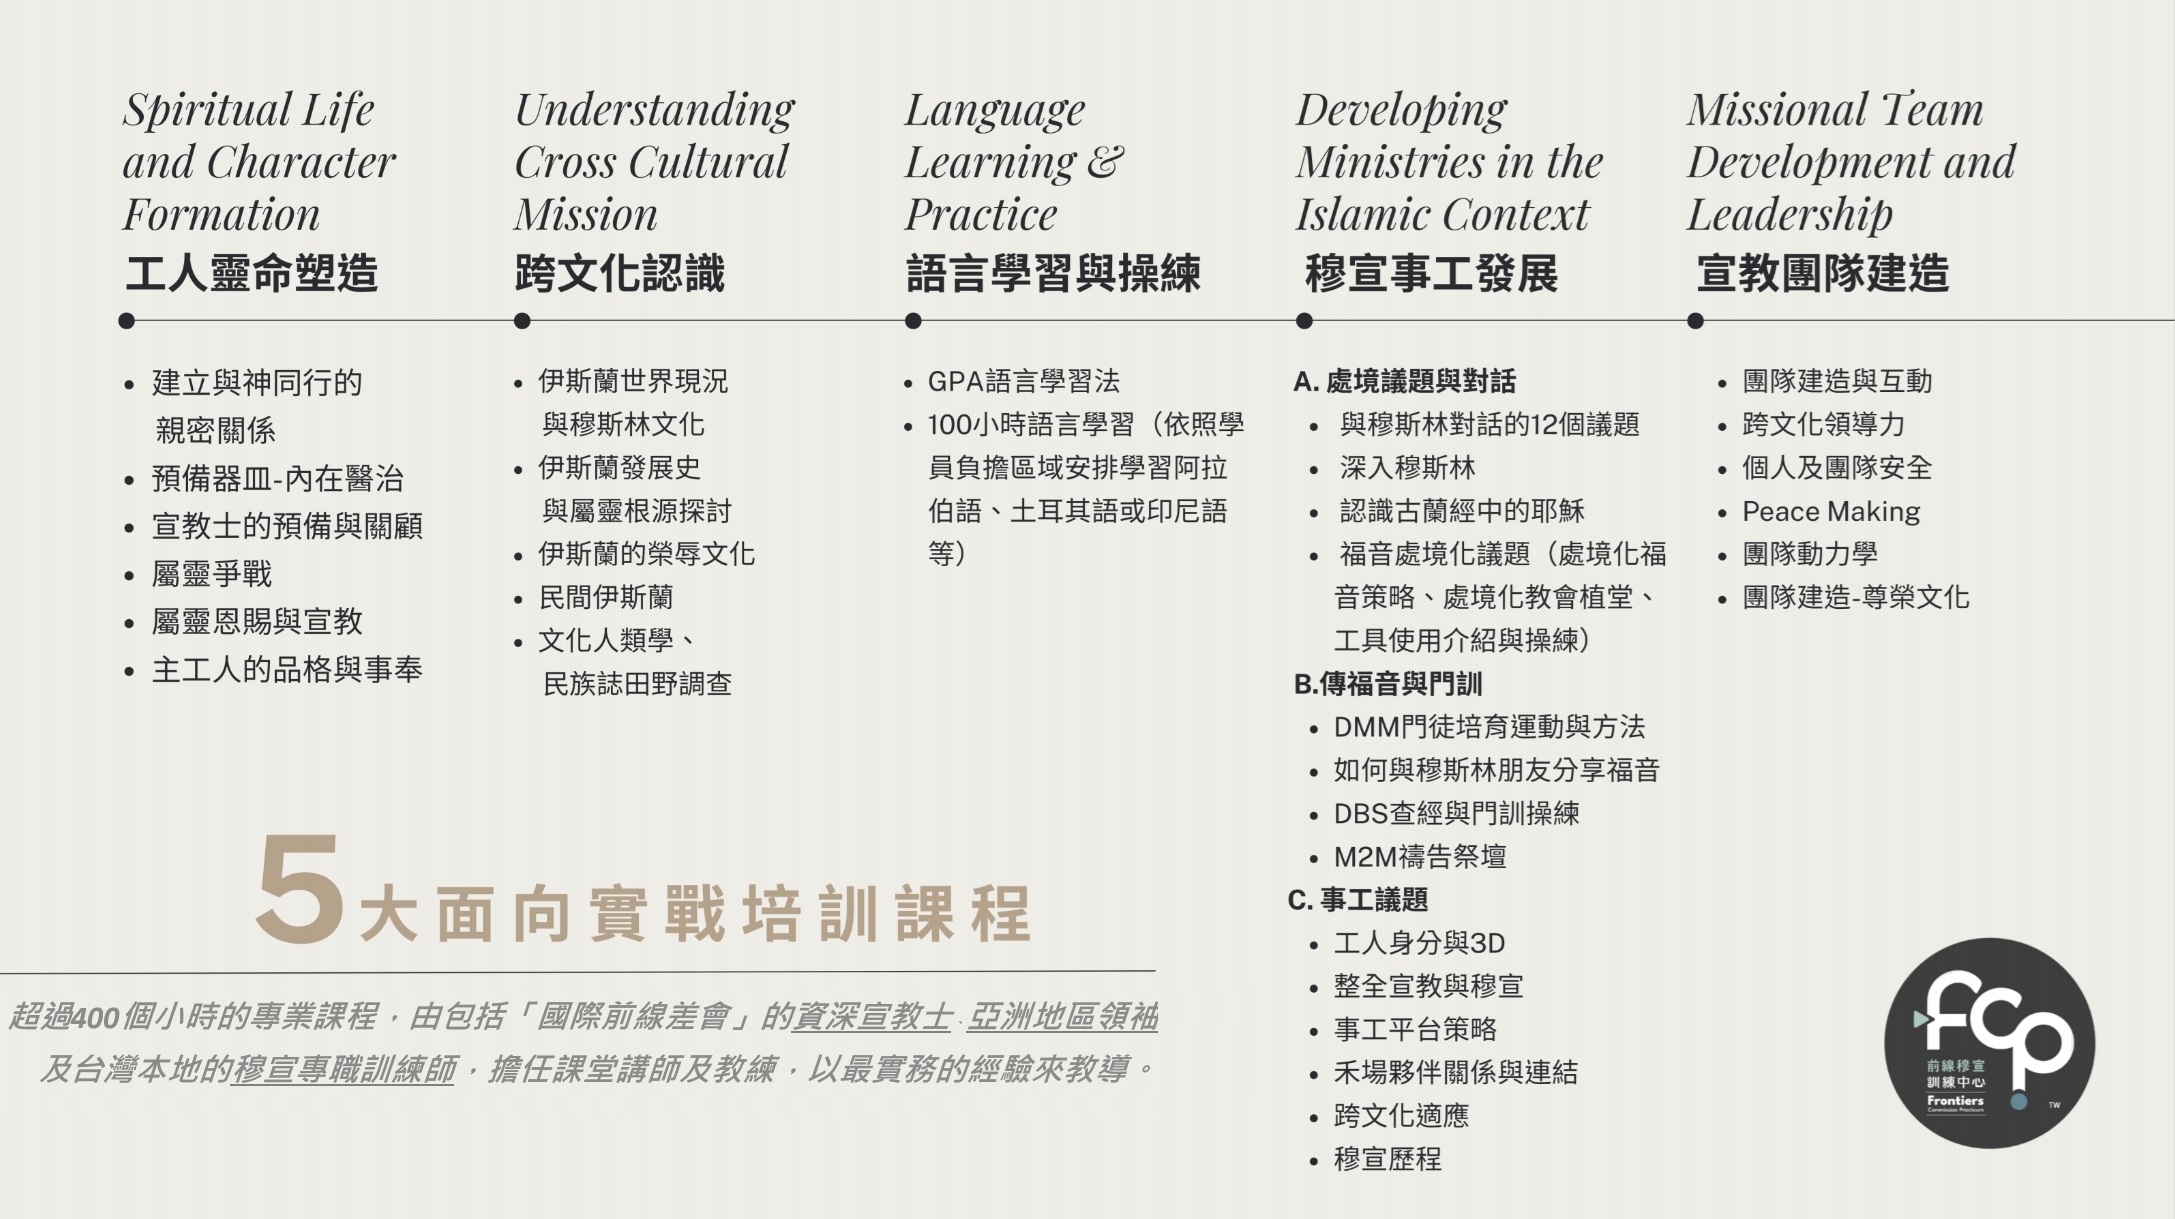 Spiritual Life
and Character
Formation
工人靈命塑造
• 建立與神同行的
親密關係
• 預備器皿-內在醫治
• 宣教士的預備與關顧
• 屬靈爭戰
• 屬靈恩賜與宣教
• 主工人的品格與事奉
Understanding
Cross Cultural
Mission
跨文化認識
• 伊斯蘭世界現況
與穆斯林文化
• 伊斯蘭發展史
與屬靈根源探討
• 伊斯蘭的榮辱文化
• 民間伊斯蘭
• 文化人類學、
民族誌田野調查
Language
Learning &
Practice
語言學習與操練
• GPA語言學習法
• 100小時語言學習（依照學
員負擔區域安排學習阿拉
伯語、土耳其語或印尼語
等）
Developing
Ministries in the
Islamic Context
穆宣事工發展
A. 處境議題與對話
• 與穆斯林對話的12個議題
• 深入穆斯林
• 認識古蘭經中的耶穌
• 福音處境化議題（處境化福
音策略、處境化教會植堂、
工具使用介紹與操練）
B.傳福音與門訓
• DMM門徒培育運動與方法
• 如何與穆斯林朋友分享福音
• DBS查經與門訓操練
• M2M禱告祭壇
C. 事工議題
• 工人身分與3D
• 整全宣教與穆宣
• 事工平台策略
• 禾場夥伴關係與連結
• 跨文化適應
• 穆宣歷程
Missional Team
Development and
Leadership
宣教團隊建造
• 團隊建造與互動
• 跨文化領導力
• 個人及團隊安全
• Peace Making
• 團隊動力學
• 團隊建造-尊榮文化
5大面向實戰培訓課程
超過400個小時的專業課程，由包括「國際前線差會」的資深宣教士、亞洲地區領袖
及台灣本地的穆宣專職訓練師，擔任課堂講師及教練，以最實務的經驗來教導。
fcp
前線穆宣
訓練中心
Frontiers
Commission Practicum
TW